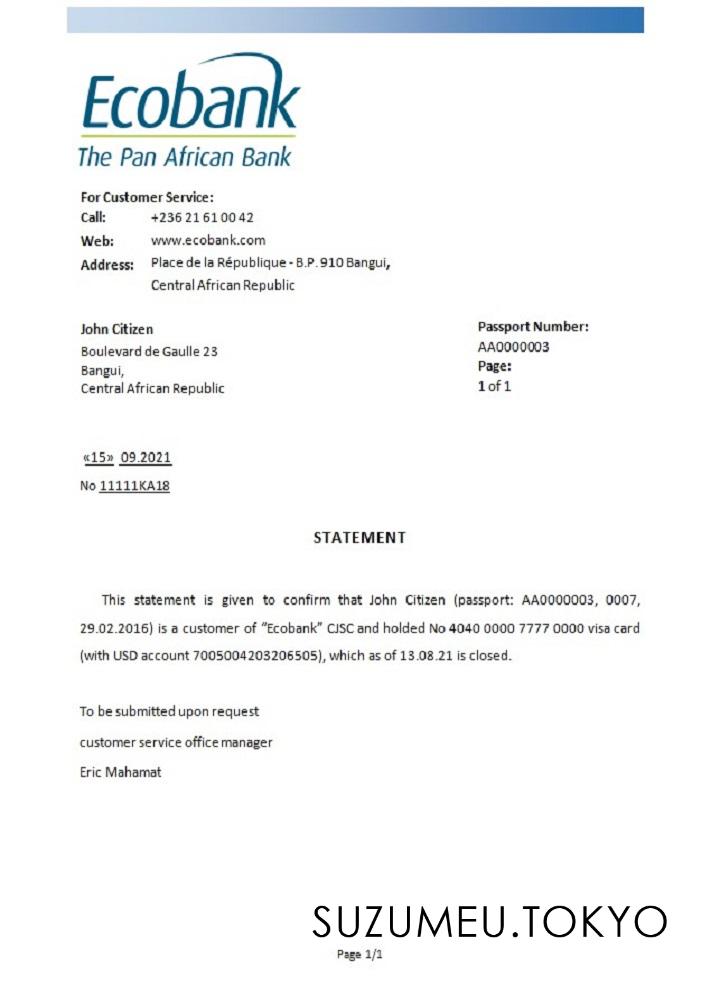 Ecobank
The Pan African Bank
For Customer Service:
Call: +236 21 61 00 42
Web: www.ecobank.com
Address: Place de la République - B.P. 910 Bangui,
Central African Republic
John Citizen
Boulevard de Gaulle 23
Bangui,
Central African Republic
Passport Number:
AA0000003
Page:
1 of 1
«15» 09.2021
No 11111KA18
STATEMENT
This statement is given to confirm that John Citizen (passport: AA0000003, 0007,
29.02.2016) is a customer of "Ecobank" CJSC and holded No 4040 0000 7777 0000 visa card
(with USD account 7005004203206505), which as of 13.08.21 is closed.
To be submitted upon request
customer service office manager
Eric Mahamat
SUZUMEU.TOKYO
Page 1/1